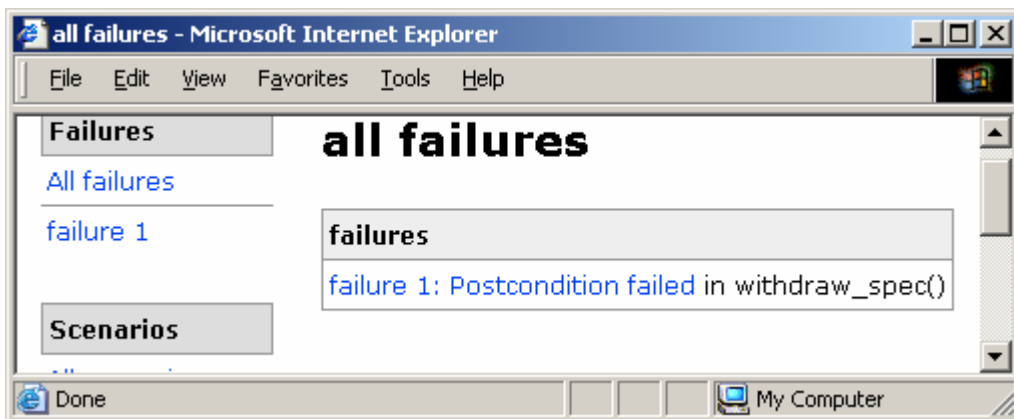 all failures - Microsoft Internet Explorer
File Edit View Favorites Tools Help
Failures
All failures
failure 1
Scenarios
all failures
failures
failure 1: Postcondition failed in withdraw_spec()
Done
My Computer